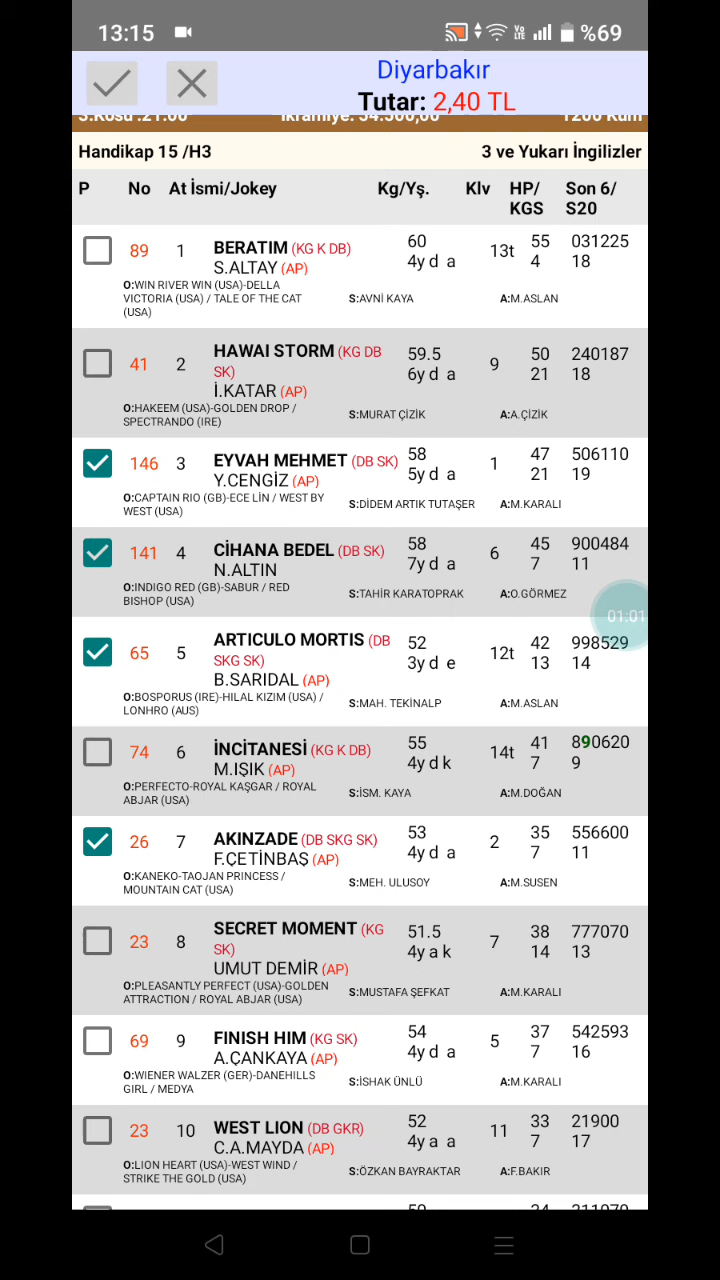 13:15 Vo LTE %69
Diyarbakır
Tutar: 2,40 TL
3.Koşu :21.00 İkramiye: 54.500,00 1200 Kum
Handikap 15 /H3 3 ve Yukarı İngilizler
P No At İsmi/Jokey Kg/Yş. Klv HP/ Son 6/
KGS S20
89 1 BERATIM (KG K DB) 60 13t 55 031225
S.ALTAY (AP) 4y d a 4 18
O:WIN RIVER WIN (USA)-DELLA
VICTORIA (USA) / TALE OF THE CAT S:AVNİ KAYA A:M.ASLAN
(USA)
41 2 HAWAI STORM (KG DB 59.5 9 50 240187
SK) 6y d a 21 18
İ.KATAR (AP)
O:HAKEEM (USA)-GOLDEN DROP / S:MURAT ÇİZİK A:A.ÇİZİK
SPECTRANDO (IRE)
146 3 EYVAH MEHMET (DB SK) 58 1 47 506110
Y.CENGİZ (AP) 5y d a 21 19
O:CAPTAIN RIO (GB)-ECE LİN / WEST BY S:DİDEM ARTIK TUTAŞER A:M.KARALI
WEST (USA)
141 4 CİHANA BEDEL (DB SK) 58 6 45 900484
N.ALTIN 7y d a 7 11
O:INDIGO RED (GB)-SABUR / RED S:TAHİR KARATOPRAK A:O.GÖRMEZ
BISHOP (USA)
01:01
65 5 ARTICULO MORTIS (DB 52 12t 42 998529
SKG SK) 3y d e 13 14
B.SARIDAL (AP)
O:BOSPORUS (IRE)-HILAL KIZIM (USA) / S:MAH. TEKİNALP A:M.ASLAN
LONHRO (AUS)
74 6 İNCİTANESİ (KG K DB) 55 14t 41 890620
M.IŞIK (AP) 4y d k 7 9
O:PERFECTO-ROYAL KAŞGAR / ROYAL S:İSM. KAYA A:M.DOĞAN
ABJAR (USA)
26 7 AKINZADE (DB SKG SK) 53 2 35 556600
F.ÇETİNBAŞ (AP) 4y d a 7 11
O:KANEKO-TAOJAN PRINCESS / S:MEH. ULUSOY A:M.SUSEN
MOUNTAIN CAT (USA)
23 8 SECRET MOMENT (KG 51.5 7 38 777070
SK) 4y a k 14 13
UMUT DEMİR (AP)
O:PLEASANTLY PERFECT (USA)-GOLDEN S:MUSTAFA ŞEFKAT A:M.KARALI
ATTRACTION / ROYAL ABJAR (USA)
69 9 FINISH HIM (KG SK) 54 5 37 542593
A.ÇANKAYA (AP) 4y d a 7 16
O:WIENER WALZER (GER)-DANEHILLS S:İSHAK ÜNLÜ A:M.KARALI
GIRL / MEDYA
23 10 WEST LION (DB GKR) 52 11 33 21900
C.A.MAYDA (AP) 4y a a 7 17
O:LION HEART (USA)-WEST WIND / S:ÖZKAN BAYRAKTAR A:F.BAKIR
STRIKE THE GOLD (USA)